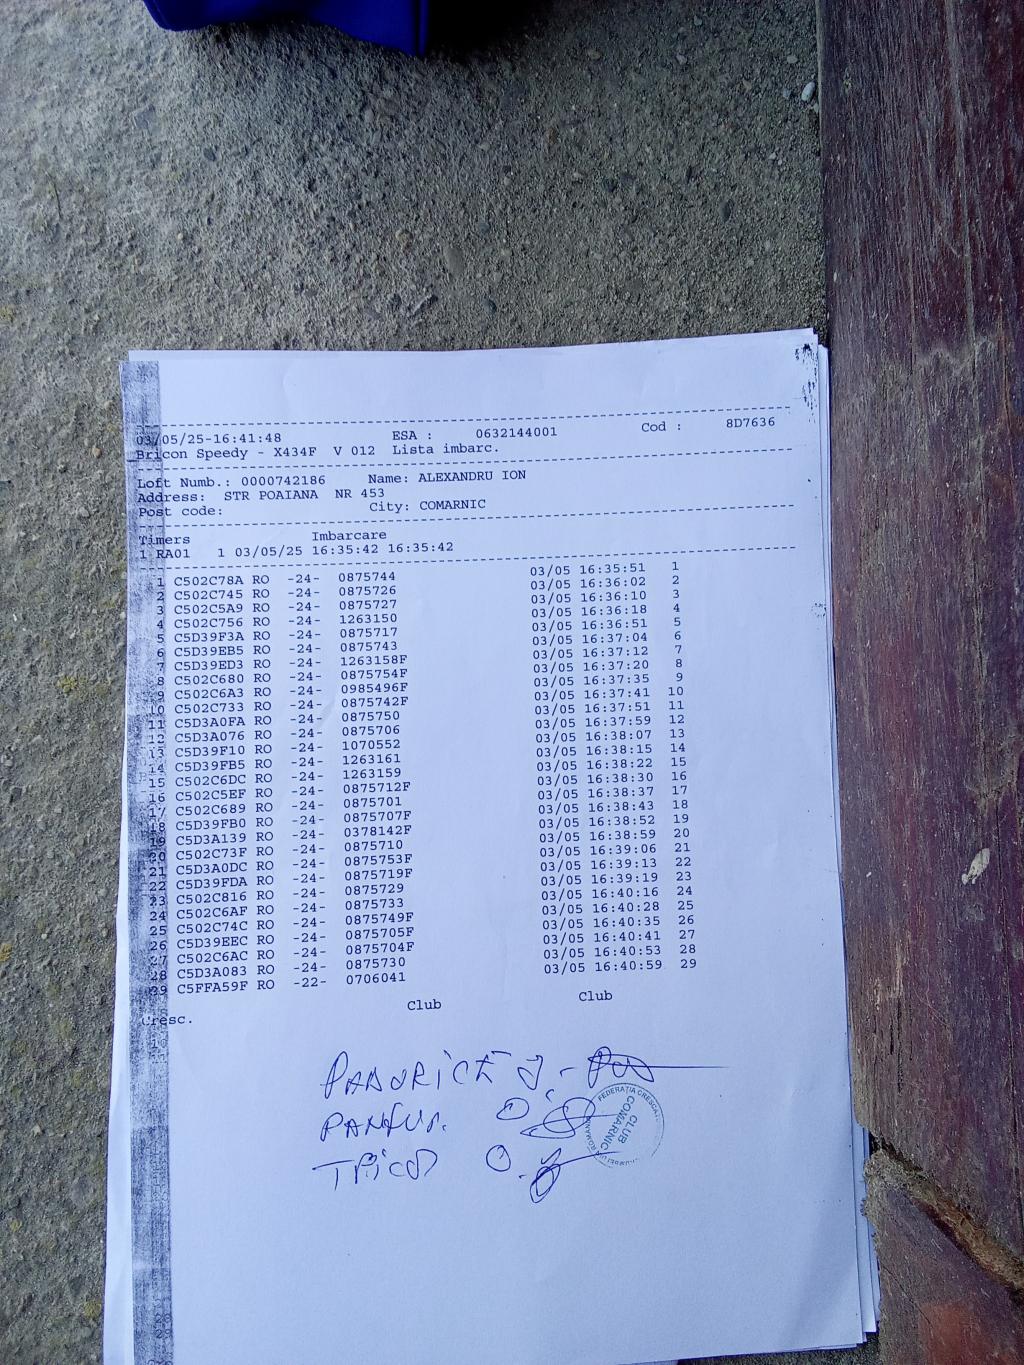 03/05/25-16:41:48 ESA : 0632144001 Cod : 8D7636
Bricon Speedy - X434F V 012 Lista imbarc.
Loft Numb.: 0000742186 Name: ALEXANDRU ION
Address: STR POAIANA NR 453
Post code: City: COMARNIC
Timers Imbarcare
1 RA01 1 03/05/25 16:35:42 16:35:42
1 C502C78A RO -24- 0875744 03/05 16:35:51 1
2 C502C745 RO -24- 0875726 03/05 16:36:02 2
3 C502C5A9 RO -24- 0875727 03/05 16:36:10 3
4 C502C756 RO -24- 1263150 03/05 16:36:18 4
5 C5D39F3A RO -24- 0875717 03/05 16:36:51 5
6 C5D39EB5 RO -24- 0875743 03/05 16:37:04 6
7 C5D39ED3 RO -24- 1263158F 03/05 16:37:12 7
8 C502C680 RO -24- 0875754F 03/05 16:37:20 8
9 C502C6A3 RO -24- 0985496F 03/05 16:37:35 9
10 C502C733 RO -24- 0875742F 03/05 16:37:41 10
11 C5D3A0FA RO -24- 0875750 03/05 16:37:51 11
12 C5D3A076 RO -24- 0875706 03/05 16:37:59 12
13 C5D39F10 RO -24- 1070552 03/05 16:38:07 13
14 C5D39FB5 RO -24- 1263161 03/05 16:38:15 14
15 C502C6DC RO -24- 1263159 03/05 16:38:22 15
16 C502C5EF RO -24- 0875712F 03/05 16:38:30 16
17 C502C689 RO -24- 0875701 03/05 16:38:37 17
18 C5D39FB0 RO -24- 0875707F 03/05 16:38:43 18
19 C5D3A139 RO -24- 0378142F 03/05 16:38:52 19
20 C502C73F RO -24- 0875710 03/05 16:38:59 20
21 C5D3A0DC RO -24- 0875753F 03/05 16:39:06 21
22 C5D39FDA RO -24- 0875719F 03/05 16:39:13 22
23 C502C816 RO -24- 0875729 03/05 16:39:19 23
24 C502C6AF RO -24- 0875733 03/05 16:40:16 24
25 C502C74C RO -24- 0875749F 03/05 16:40:28 25
26 C5D39EEC RO -24- 0875705F 03/05 16:40:35 26
27 C502C6AC RO -24- 0875704F 03/05 16:40:41 27
28 C5D3A083 RO -24- 0875730 03/05 16:40:53 28
29 C5FFA59F RO -22- 0706041 03/05 16:40:59 29
Cresc. Club Club
CLUB
COMARNIC